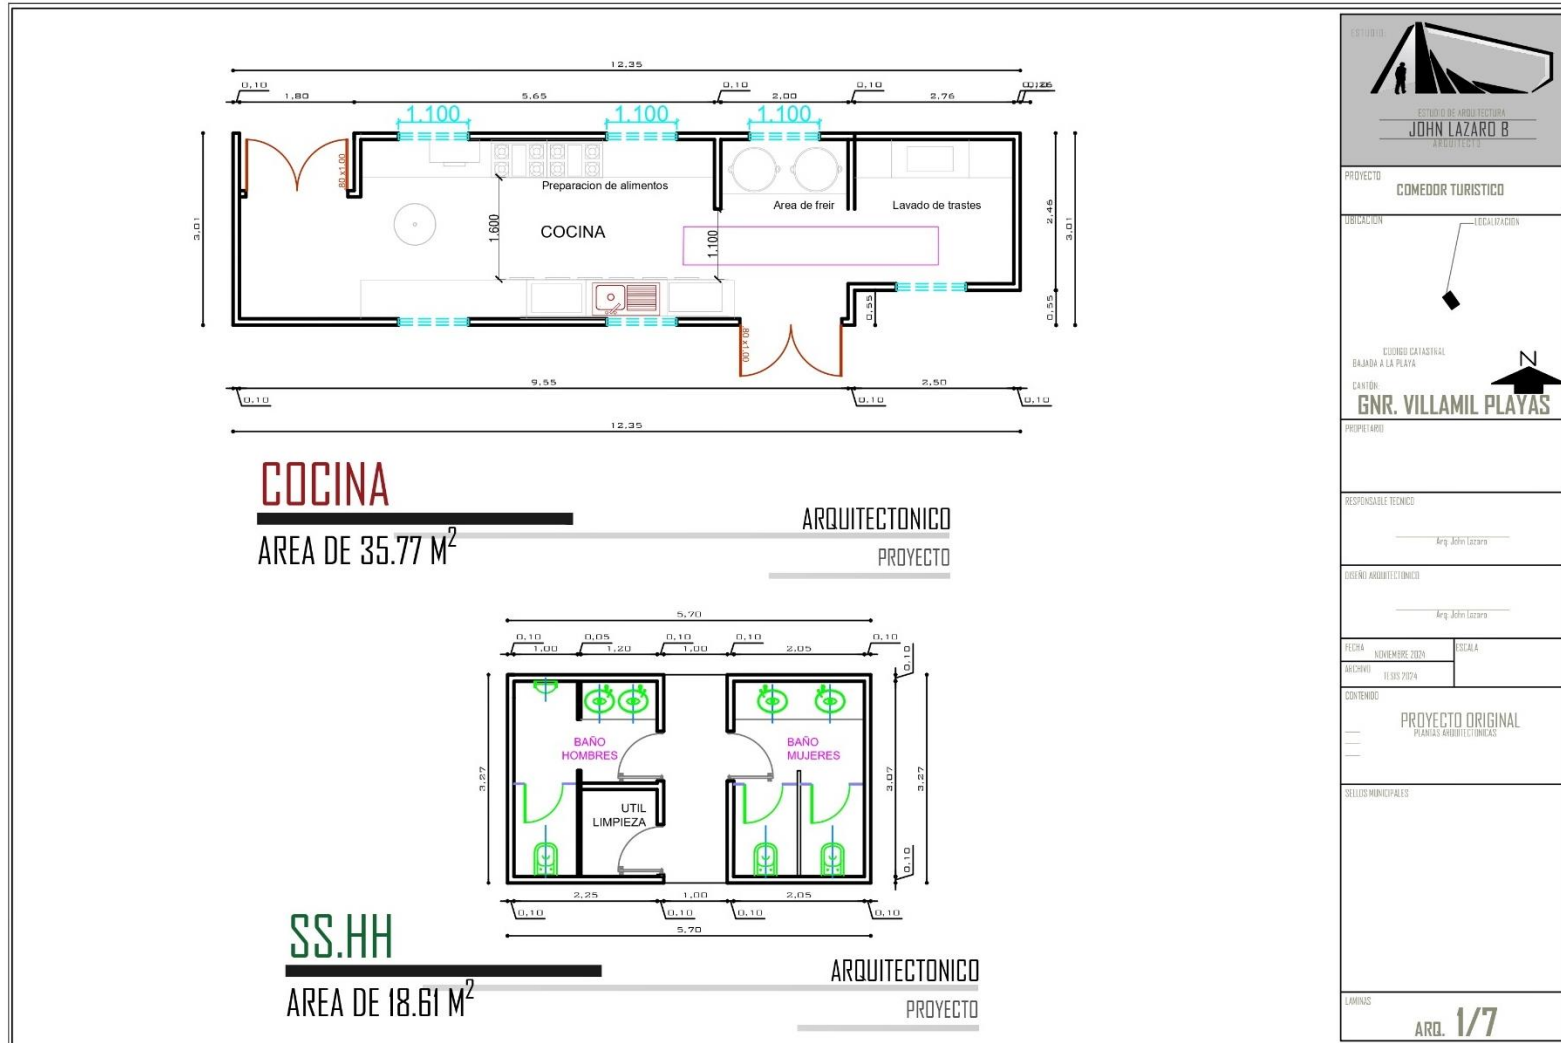 12.35
0,10
1,80
5,65
0,10
2,00
0,10
2,76
1.100
1.100
1.100
.80 x1.00
Preparacion de alimentos
Area de freir
Lavado de trastes
COCINA
1.600
1.100
3,01
2,46
3,01
0,55
0,55
.80 x1.00
9,55
2,50
0,10
0,10
0,10
12,35
COCINA
AREA DE 35.77 M2
ARQUITECTONICO
PROYECTO
5,70
0,10
0,05
0,10
0,10
0,10
1,00
1,20
1,00
2,05
0,10
BAÑO
HOMBRES
BAÑO
MUJERES
UTIL
LIMPIEZA
3,27
3,07
3,27
0,10
2,25
1,00
2,05
0,10
0,10
0,10
0,10
5,70
SS.HH
AREA DE 18.61 M2
ARQUITECTONICO
PROYECTO
ESTUDIO
ESTUDIO DE ARQUITECTURA
JOHN LAZARO B
ARQUITECTO
PROYECTO
COMEDOR TURISTICO
UBICACION
LOCALIZACION
CODIGO CATASTRAL
BAJADA A LA PLAYA
N
CANTÓN
GNR. VILLAMIL PLAYAS
PROPIETARIO
RESPONSABLE TECNICO
Arq. John Lazaro
DISEÑO ARQUITECTONICO
Arq. John Lazaro
FECHA
NOVIEMBRE 2024
ESCALA
ARCHIVO
TESIS 2024
CONTENIDO
PROYECTO ORIGINAL
PLANTAS ARQUITECTONICAS
SELLOS MUNICIPALES
LAMINAS
ARQ. 1/7